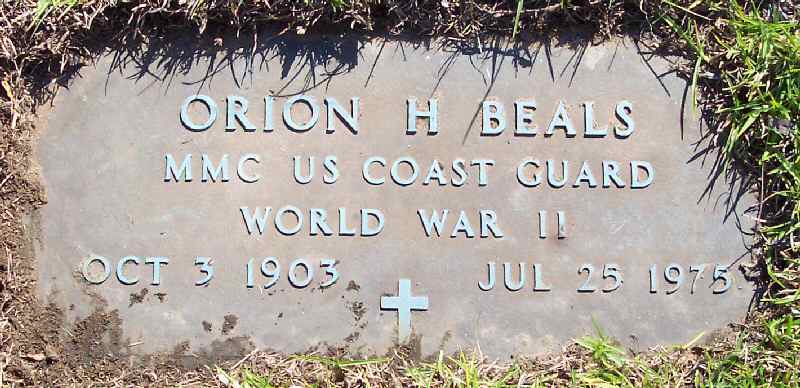 ORION H BEALS
MMC US COAST GUARD
WORLD WAR II
OCT 3 1903 JUL 25 1975